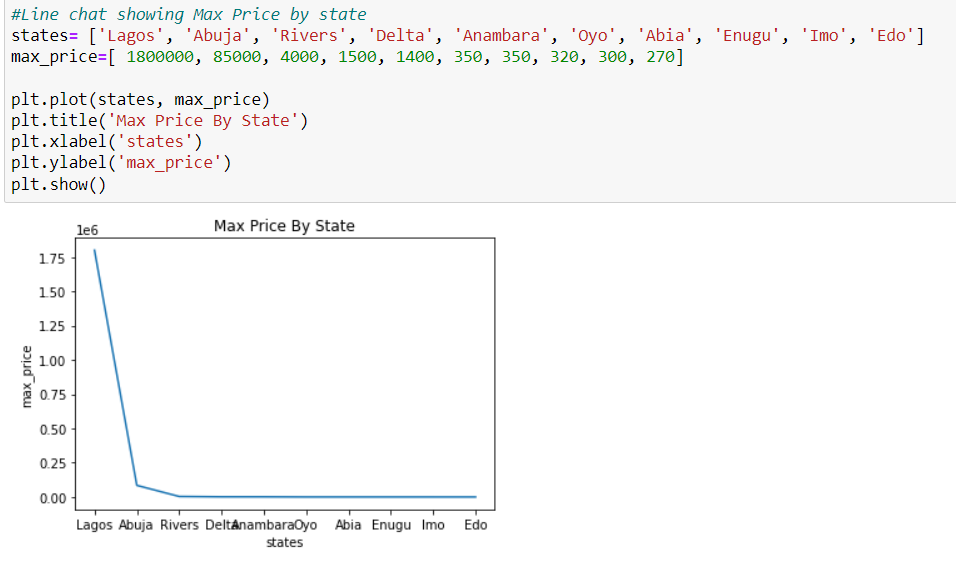 #Line chat showing Max Price by state
states= ['Lagos', 'Abuja', 'Rivers', 'Delta', 'Anambara', 'Oyo', 'Abia', 'Enugu', 'Imo', 'Edo']
max_price=[ 1800000, 85000, 4000, 1500, 1400, 350, 350, 320, 300, 270]
plt.plot(states, max_price)
plt.title('Max Price By State')
plt.xlabel('states')
plt.ylabel('max_price')
plt.show()
Max Price By State
1e6
1.75
1.50
1.25
1.00
0.75
0.50
0.25
0.00
max_price
Lagos Abuja Rivers Delta Anambara Oyo Abia Enugu Imo Edo
states